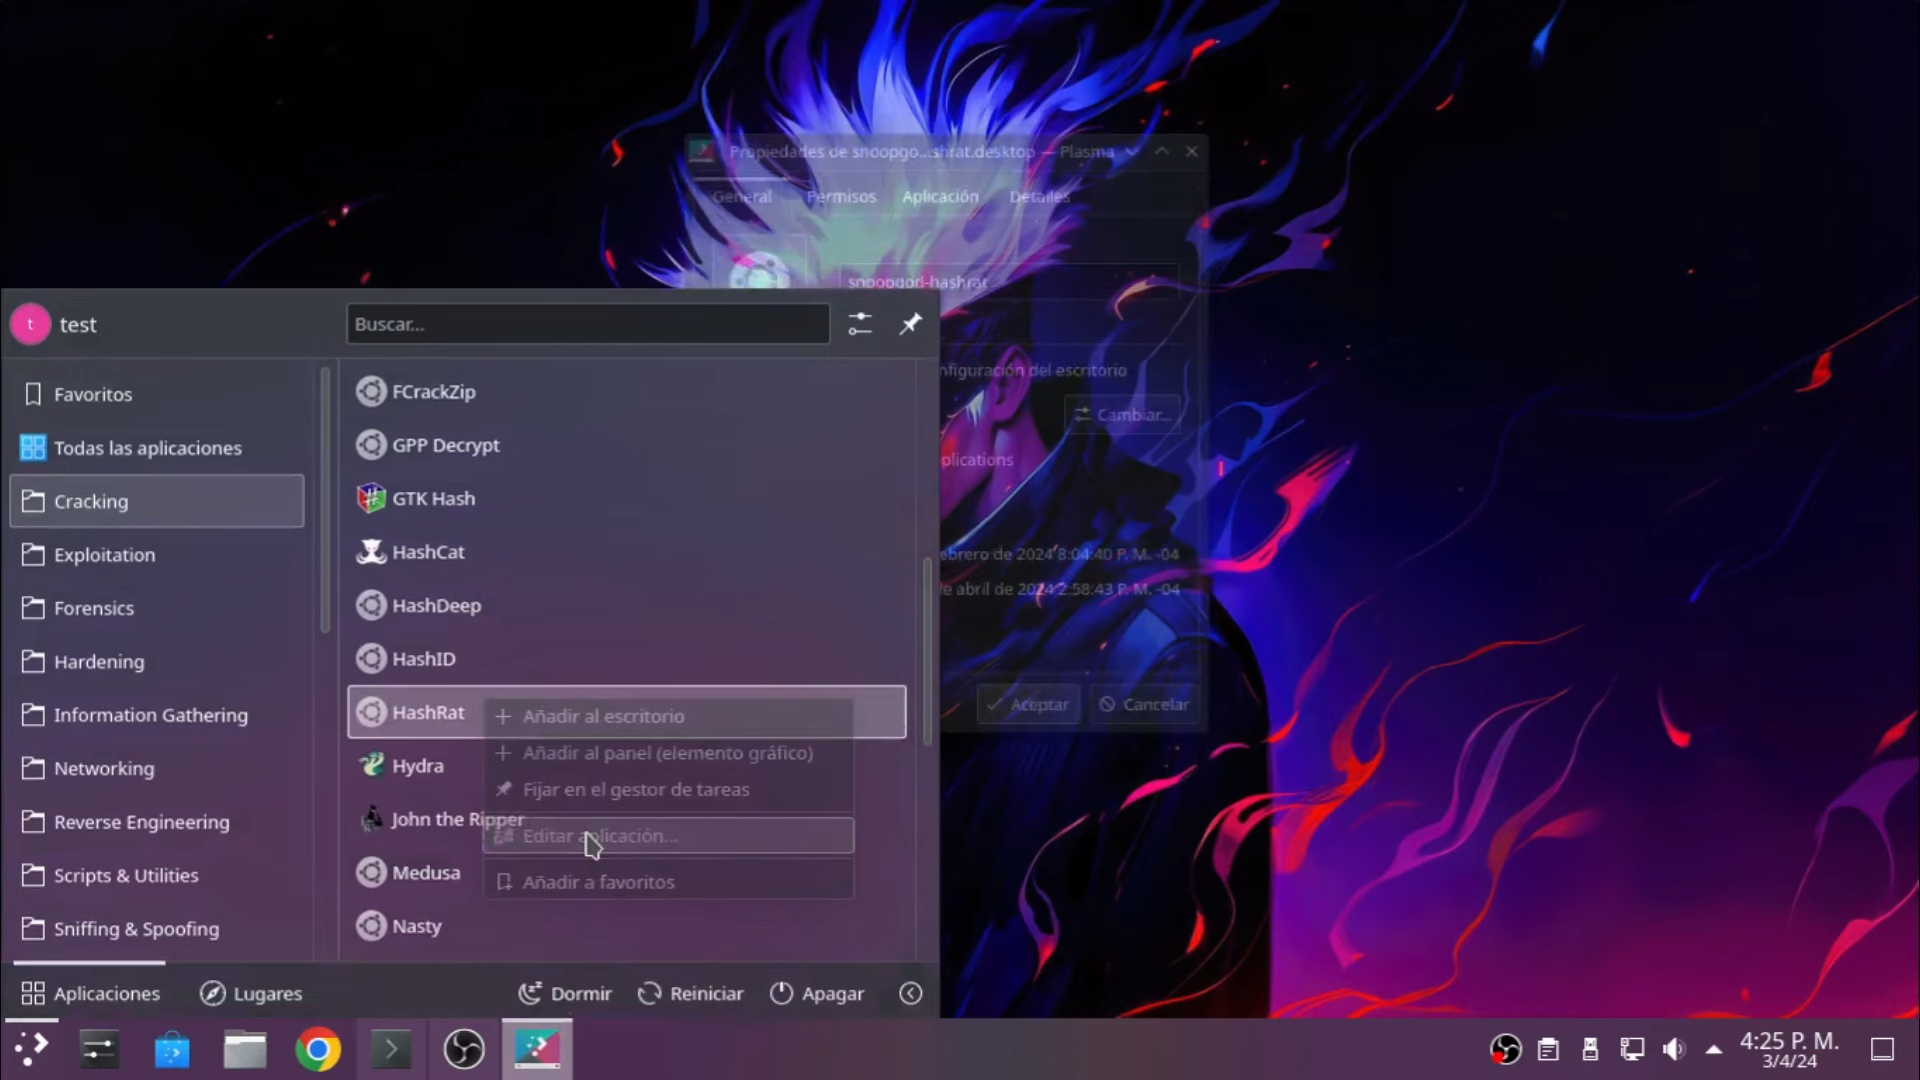 Propiedades de snoopgo...shrat.desktop — Plasma
General Permisos Aplicación Detalles
snoopgod-hashrat
t test
Buscar...
nfiguración del escritorio
Cambiar...
plications
ebrero de 2024 8:04:40 P. M. -04
e abril de 2024 2:58:43 P. M. -04
Aceptar Cancelar
Favoritos
Todas las aplicaciones
Cracking
Exploitation
Forensics
Hardening
Information Gathering
Networking
Reverse Engineering
Scripts & Utilities
Sniffing & Spoofing
FCrackZip
GPP Decrypt
GTK Hash
HashCat
HashDeep
HashID
HashRat
Hydra
John the Ripper
Medusa
Nasty
Añadir al escritorio
Añadir al panel (elemento gráfico)
Fijar en el gestor de tareas
Editar aplicación...
Añadir a favoritos
Aplicaciones Lugares Dormir Reiniciar Apagar
4:25 P. M.
3/4/24